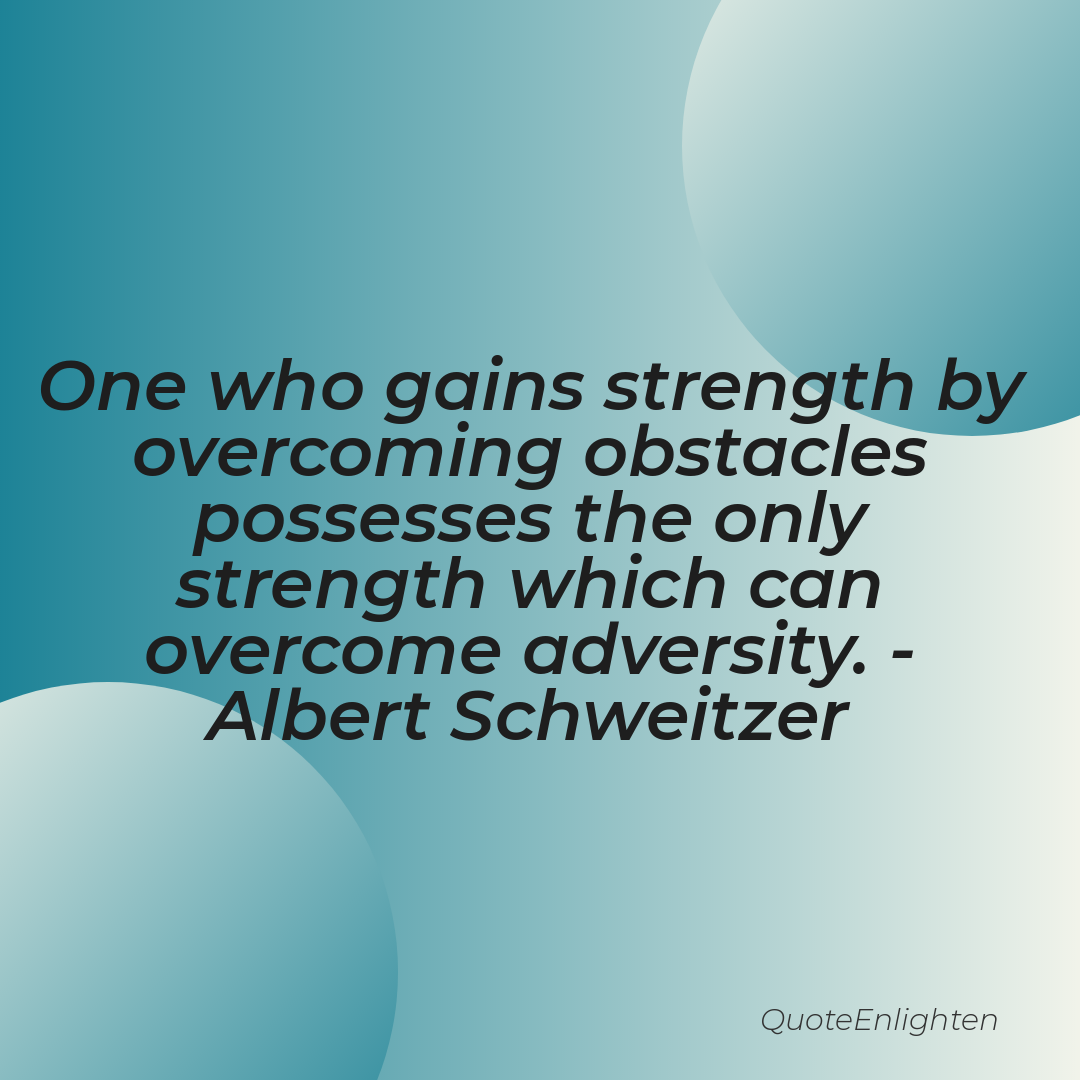 One who gains strength by
overcoming obstacles
possesses the only
strength which can
overcome adversity. -
Albert Schweitzer
QuoteEnlighten